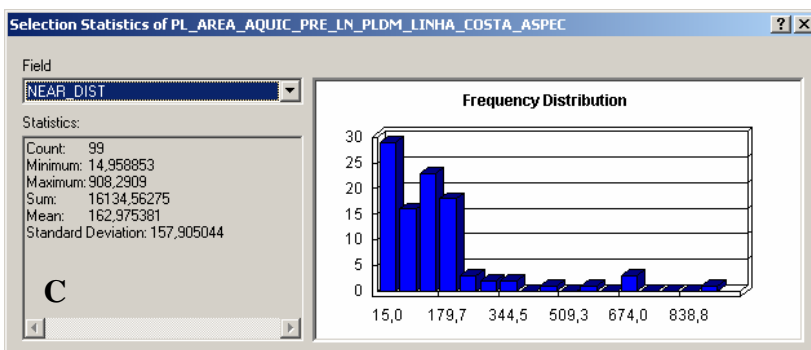 Selection Statistics of PL_AREA_AQUIC_PRE_LN_PLDM_LINHA_COSTA_ASPEC
Field
NEAR_DIST
Statistics:
Count: 99
Minimum: 14,958853
Maximum: 908,2909
Sum: 16134,56275
Mean: 162,975381
Standard Deviation: 157,905044
C
Frequency Distribution
30
25
20
15
10
5
0
15,0 179,7 344,5 509,3 674,0 838,8